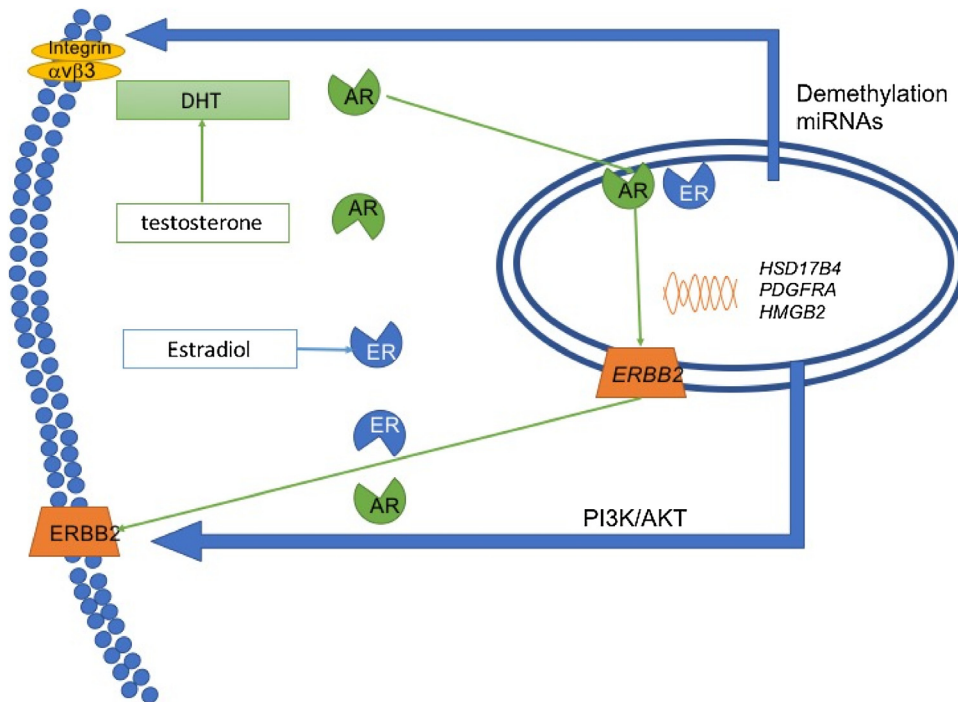 Integrin
αvβ3
DHT
AR
Demethylation
miRNAs
AR
ER
testosterone
AR
HSD17B4
PDGFRA
HMGB2
Estradiol
ER
ERBB2
ER
AR
ERBB2
PI3K/AKT